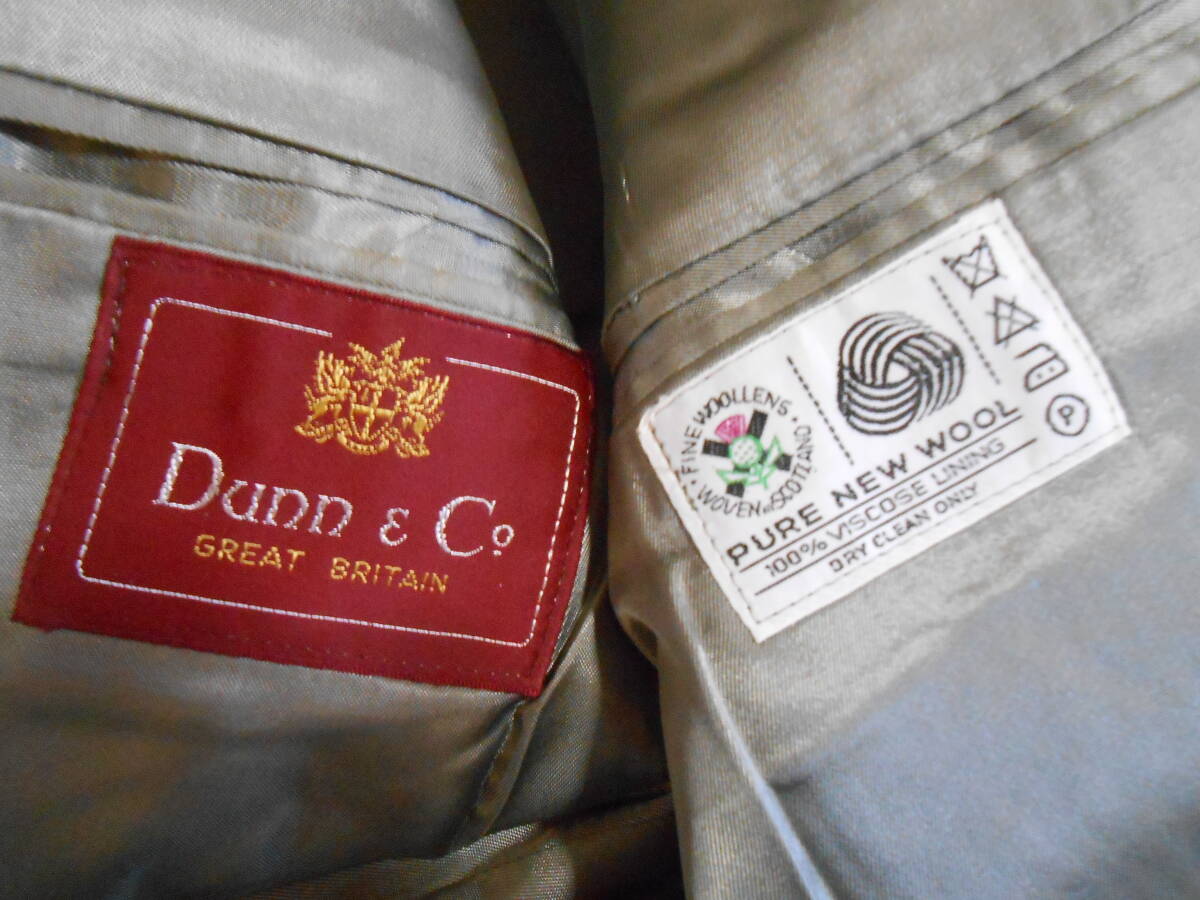 Dunn & Co
GREAT BRITAIN
FINE WOOLLENS
WOVEN in SCOTLAND
PURE NEW WOOL
100% VISCOSE LINING
DRY CLEAN ONLY
P